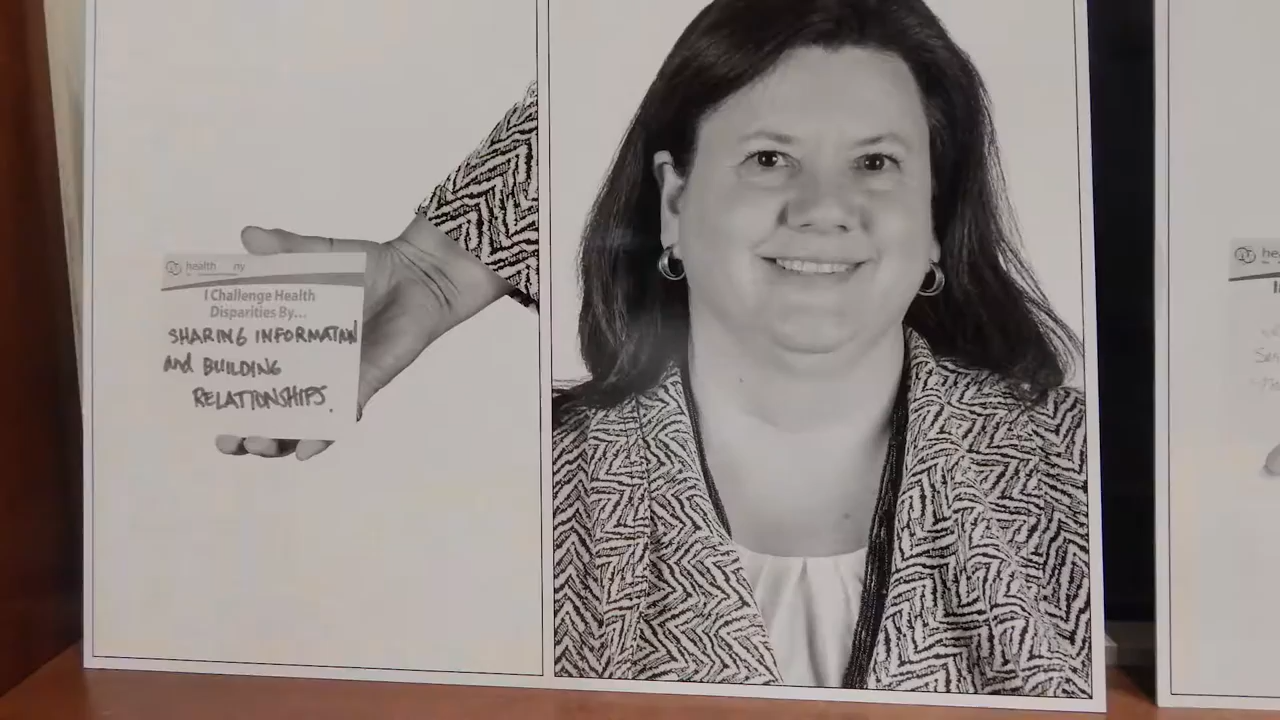 health ny
I Challenge Health
Disparities By...
SHARING INFORMATION
and BUILDING
RELATIONSHIPS.